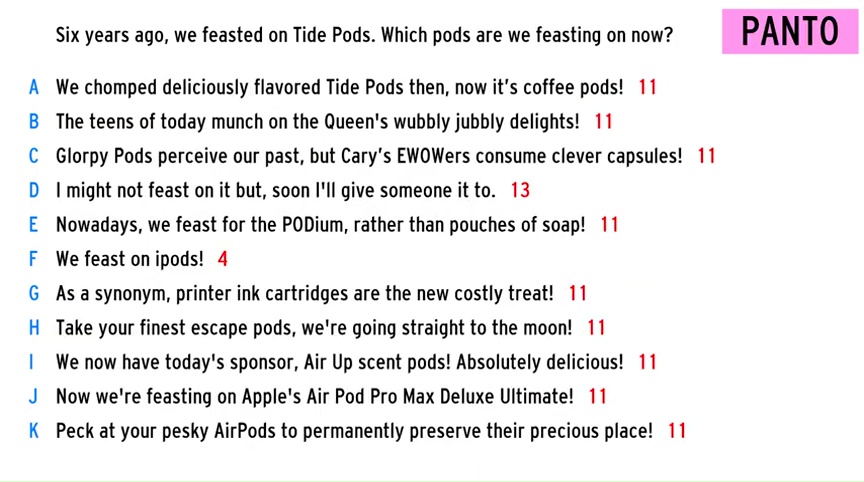 Six years ago, we feasted on Tide Pods. Which pods are we feasting on now? PANTO
A We chomped deliciously flavored Tide Pods then, now it's coffee pods! 11
B The teens of today munch on the Queen's wubbly jubbly delights! 11
C Glorpy Pods perceive our past, but Cary's EWOWers consume clever capsules! 11
D I might not feast on it but, soon I'll give someone it to. 13
E Nowadays, we feast for the PODium, rather than pouches of soap! 11
F We feast on ipods! 4
G As a synonym, printer ink cartridges are the new costly treat! 11
H Take your finest escape pods, we're going straight to the moon! 11
I We now have today's sponsor, Air Up scent pods! Absolutely delicious! 11
J Now we're feasting on Apple's Air Pod Pro Max Deluxe Ultimate! 11
K Peck at your pesky AirPods to permanently preserve their precious place! 11